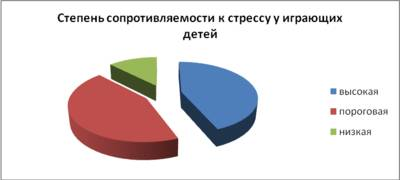 Степень сопротивляемости к стрессу у играющих
детей
высокая
пороговая
низкая